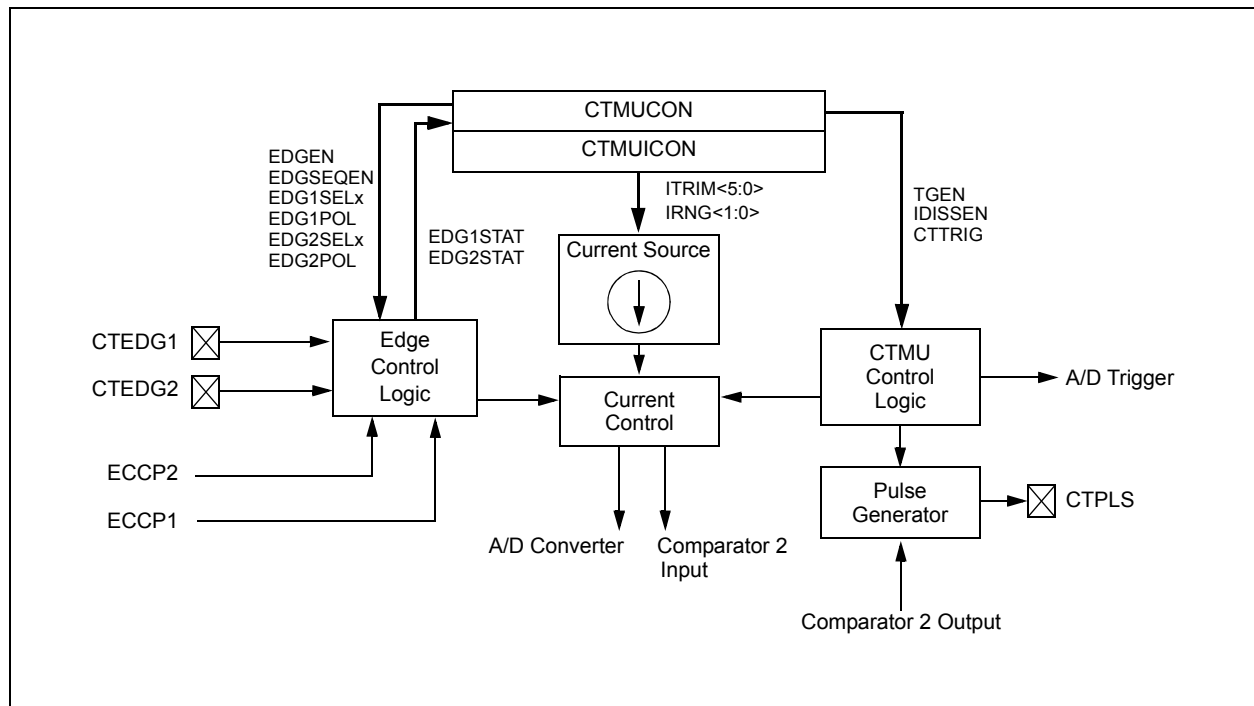 CTMUCON
CTMUICON
EDGEN
EDGSEQEN
EDG1SELx
EDG1POL
EDG2SELx
EDG2POL
EDG1STAT
EDG2STAT
ITRIM<5:0>
IRNG<1:0>
TGEN
IDISSEN
CTTRIG
Current Source
CTEDG1
CTEDG2
Edge
Control
Logic
Current
Control
CTMU
Control
Logic
A/D Trigger
ECCP2
ECCP1
Pulse
Generator
CTPLS
A/D Converter
Comparator 2
Input
Comparator 2 Output